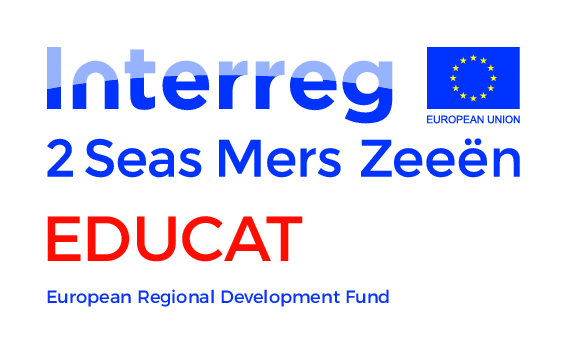 Interreg
EUROPEAN UNION
2 Seas Mers Zeeën
EDUCAT
European Regional Development Fund